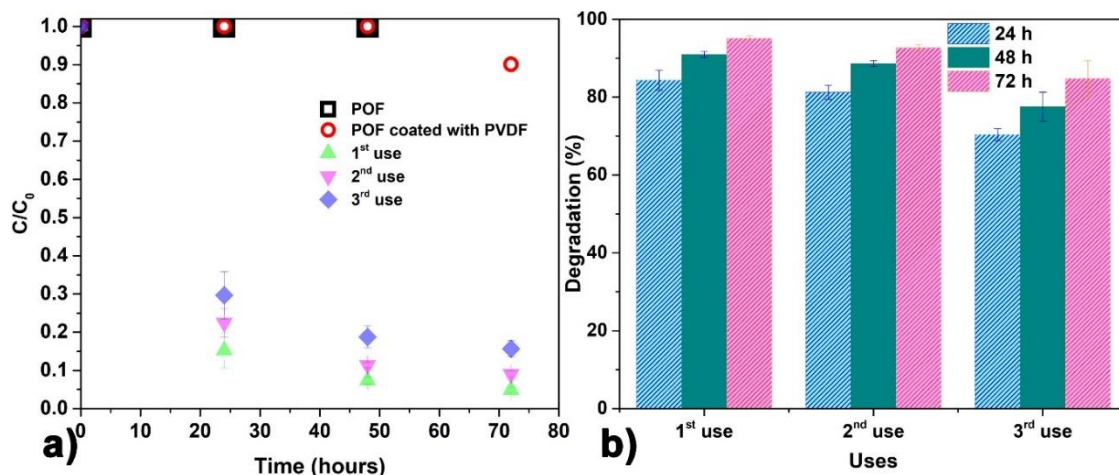 1.0
0.9
0.8
0.7
0.6
0.5
0.4
0.3
0.2
0.1
0.0
C/C₀
POF
POF coated with PVDF
1ˢᵗ use
2ⁿᵈ use
3ʳᵈ use
0 10 20 30 40 50 60 70 80
Time (hours)
a)
100
80
60
40
20
0
Degradation (%)
24 h
48 h
72 h
1ˢᵗ use 2ⁿᵈ use 3ʳᵈ use
Uses
b)